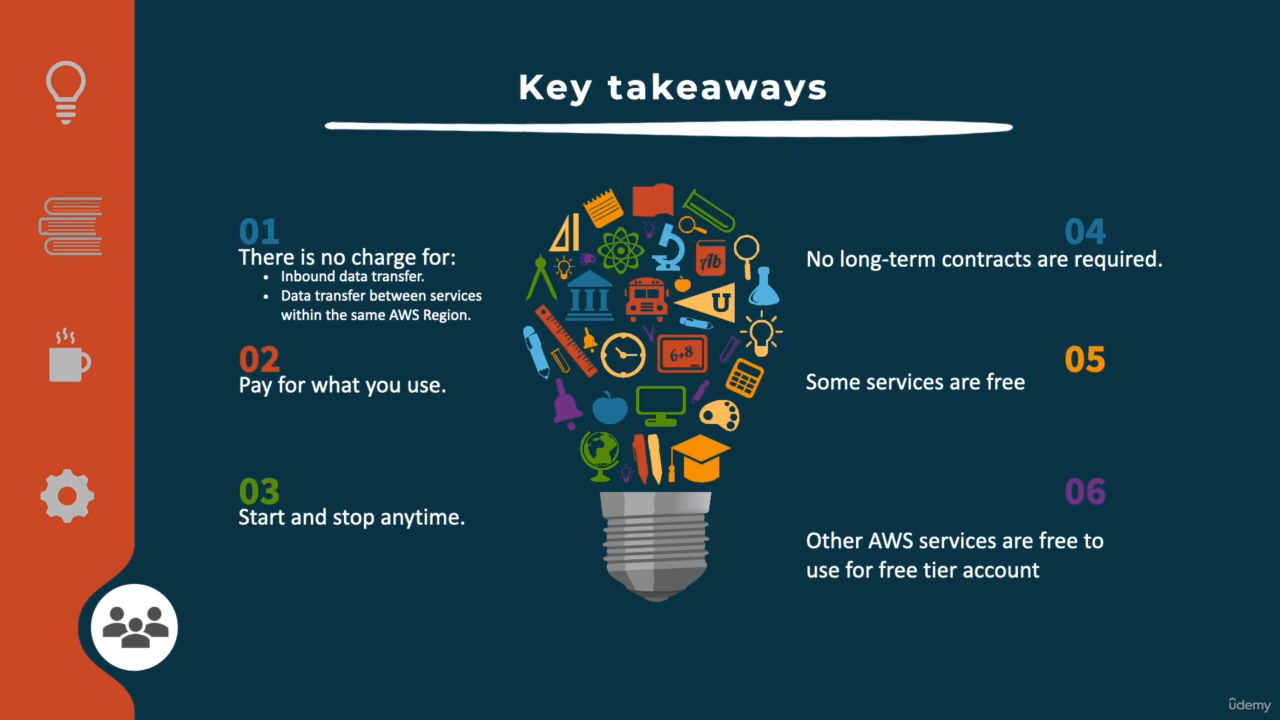 Key takeaways
01
There is no charge for:
• Inbound data transfer.
• Data transfer between services
within the same AWS Region.
02
Pay for what you use.
03
Start and stop anytime.
04
No long-term contracts are required.
05
Some services are free
06
Other AWS services are free to
use for free tier account
Ab
U
6+8
ûdemy